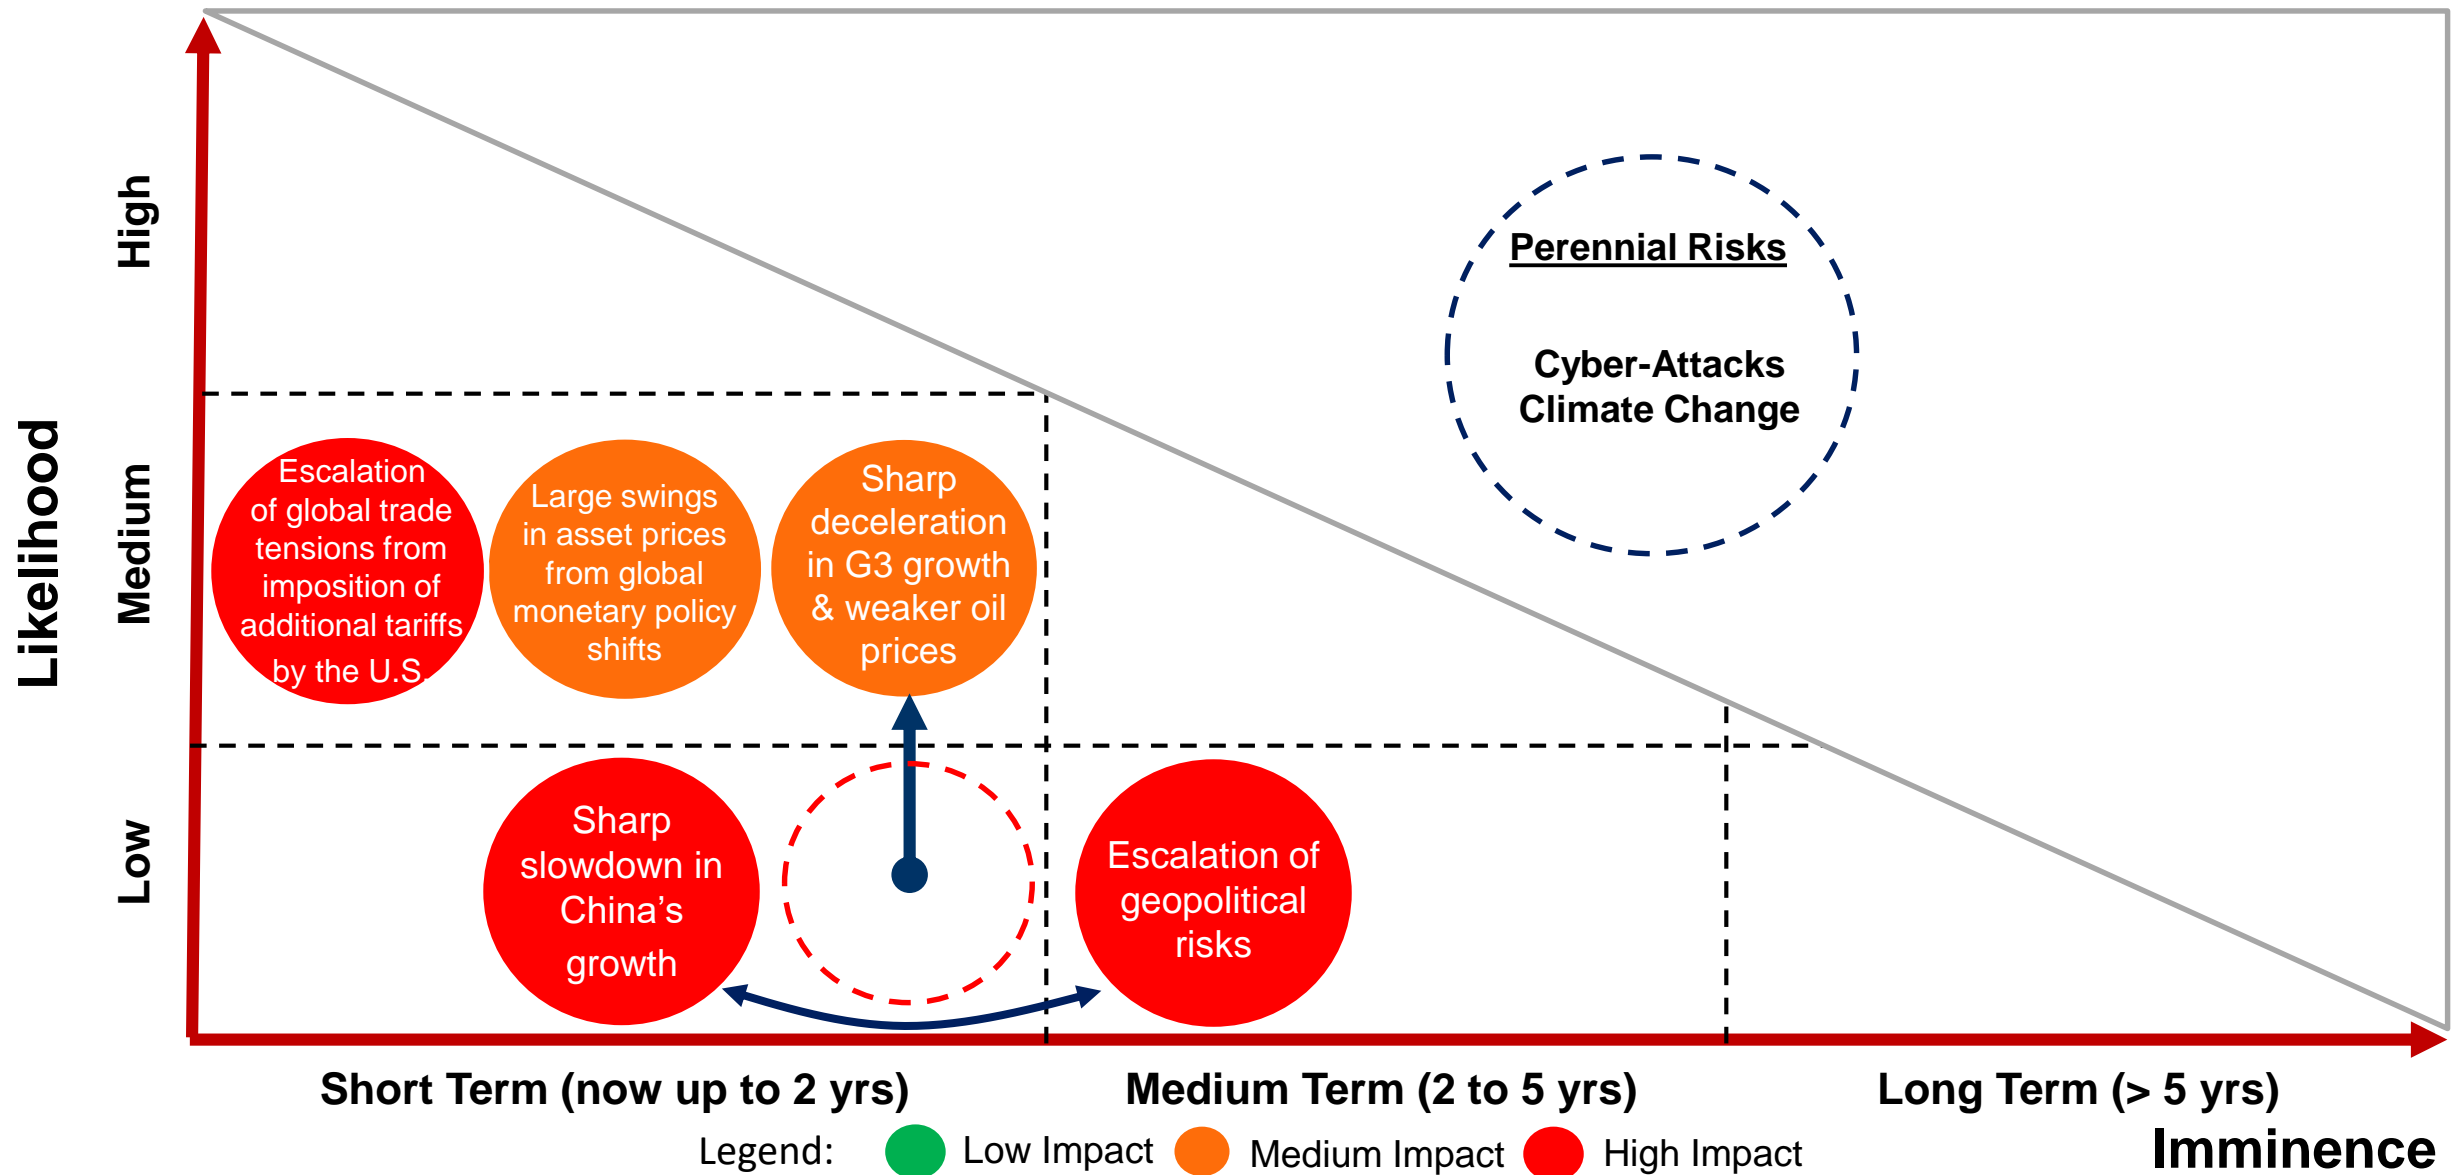 Likelihood
High
Medium
Low
Perennial Risks
Cyber-Attacks
Climate Change
Escalation
of global trade
tensions from
imposition of
additional tariffs
by the U.S.
Large swings
in asset prices
from global
monetary policy
shifts
Sharp
deceleration
in G3 growth
& weaker oil
prices
Sharp
slowdown in
China’s
growth
Escalation of
geopolitical
risks
Short Term (now up to 2 yrs)
Medium Term (2 to 5 yrs)
Long Term (> 5 yrs)
Imminence
Legend:
Low Impact
Medium Impact
High Impact